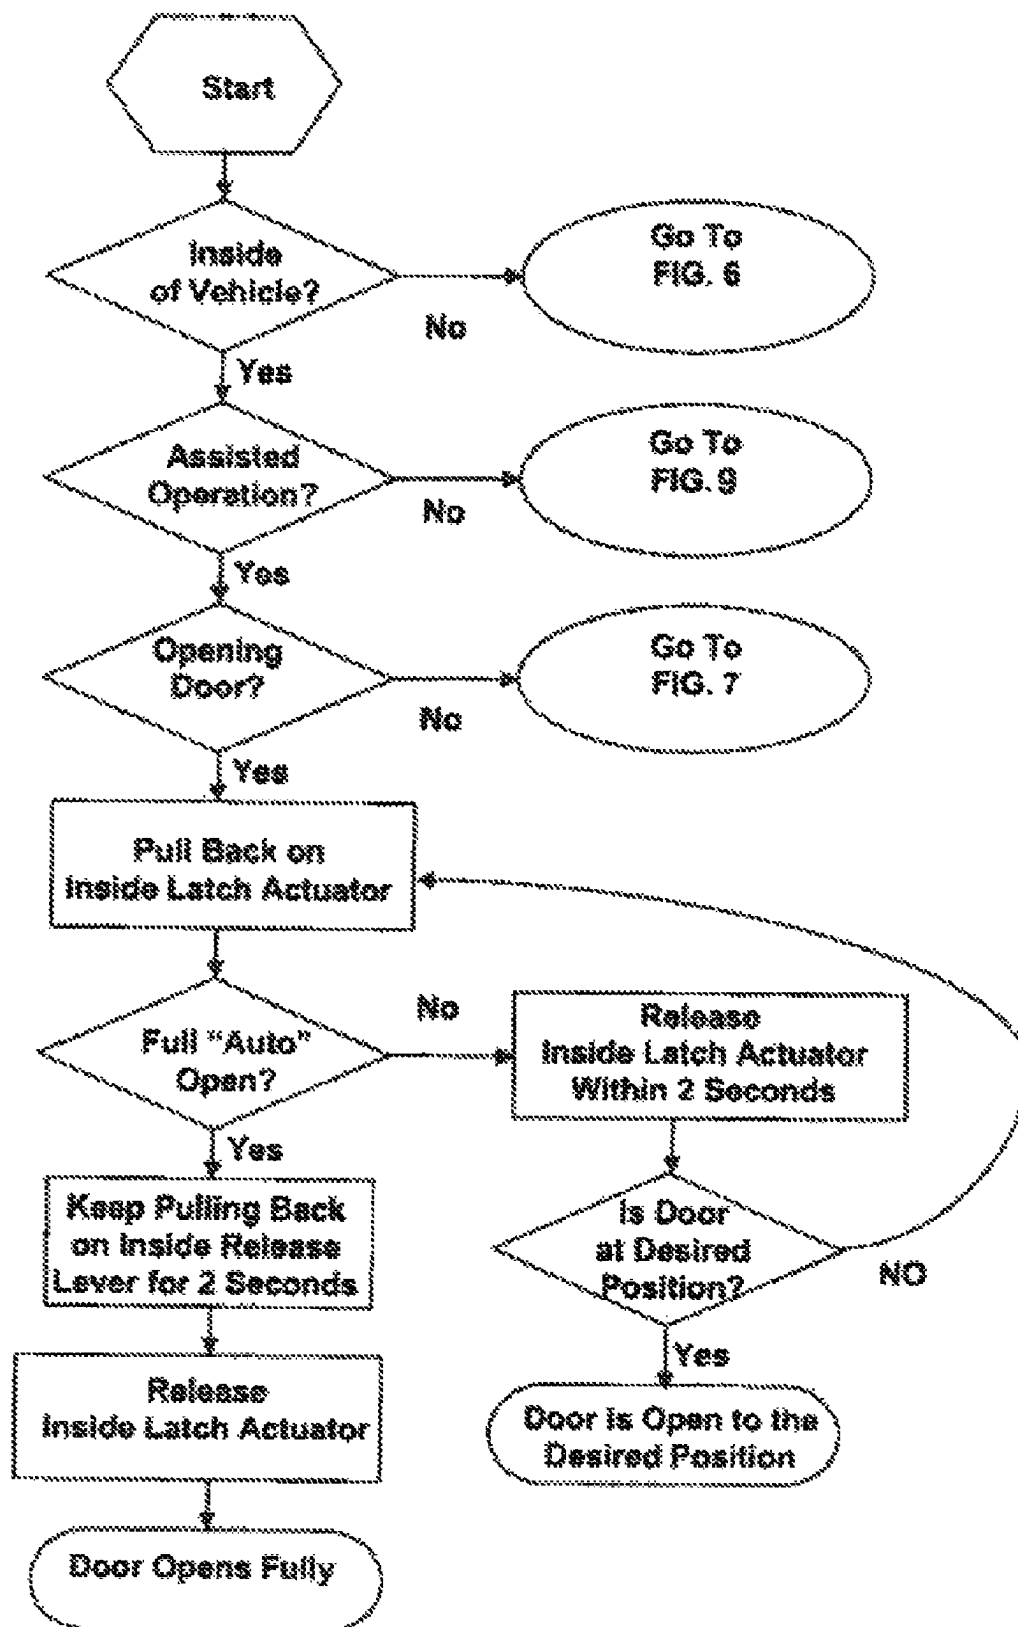 Start
Inside
of Vehicle?
No
Go To
FIG. 6
Yes
Assisted
Operation?
No
Go To
FIG. 9
Yes
Opening
Door?
No
Go To
FIG. 7
Yes
Pull Back on
Inside Latch Actuator
Full "Auto"
Open?
No
Release
Inside Latch Actuator
Within 2 Seconds
Yes
Keep Pulling Back
on Inside Release
Lever for 2 Seconds
Is Door
at Desired
Position?
NO
Yes
Release
Inside Latch Actuator
Door is Open to the
Desired Position
Door Opens Fully